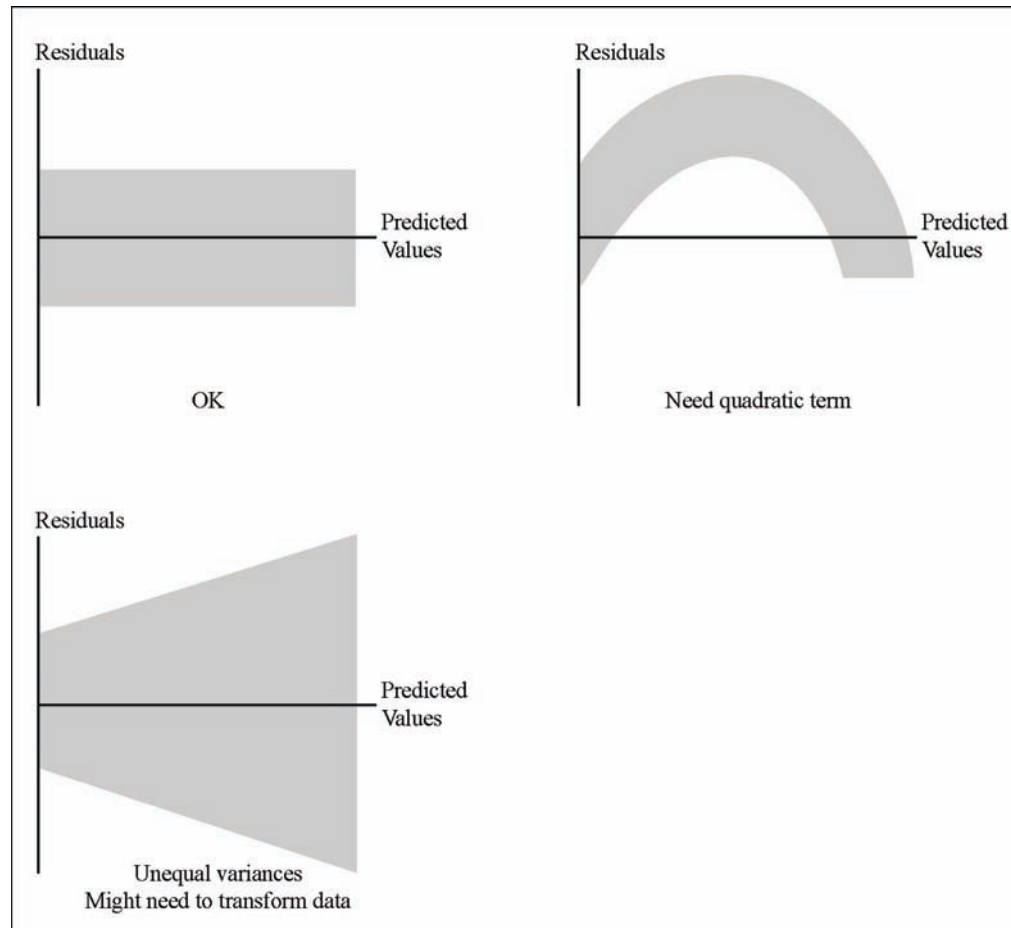 Residuals
Predicted
Values
OK
Residuals
Predicted
Values
Need quadratic term
Residuals
Predicted
Values
Unequal variances
Might need to transform data